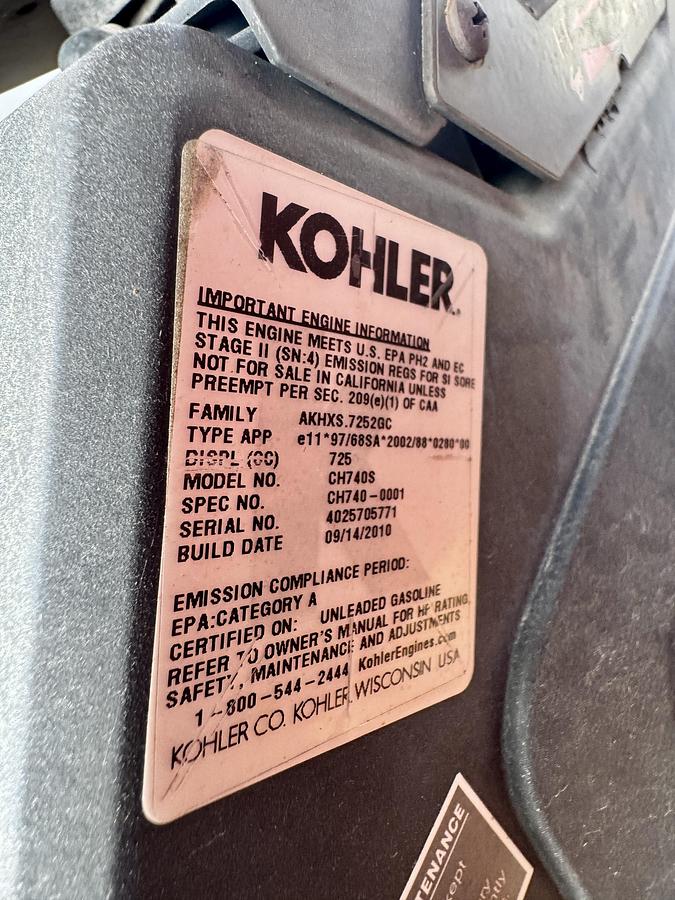 KOHLER.
IMPORTANT ENGINE INFORMATION
THIS ENGINE MEETS U.S. EPA PH2 AND EC
STAGE II (SN:4) EMISSION REGS FOR SI SORE
NOT FOR SALE IN CALIFORNIA UNLESS
PREEMPT PER SEC. 209(e)(1) OF CAA
FAMILY AKHXS.7252GC
TYPE APP e11*97/68SA*2002/88*0280*00
DISPL (CC) 725
MODEL NO. CH740S
SPEC NO. CH740-0001
SERIAL NO. 4025705771
BUILD DATE 09/14/2010
EMISSION COMPLIANCE PERIOD:
EPA:CATEGORY A
CERTIFIED ON: UNLEADED GASOLINE
REFER TO OWNER'S MANUAL FOR HP RATING,
SAFETY, MAINTENANCE AND ADJUSTMENTS
1-800-544-2444 KohlerEngines.com
KOHLER CO. KOHLER, WISCONSIN USA
TENANCE